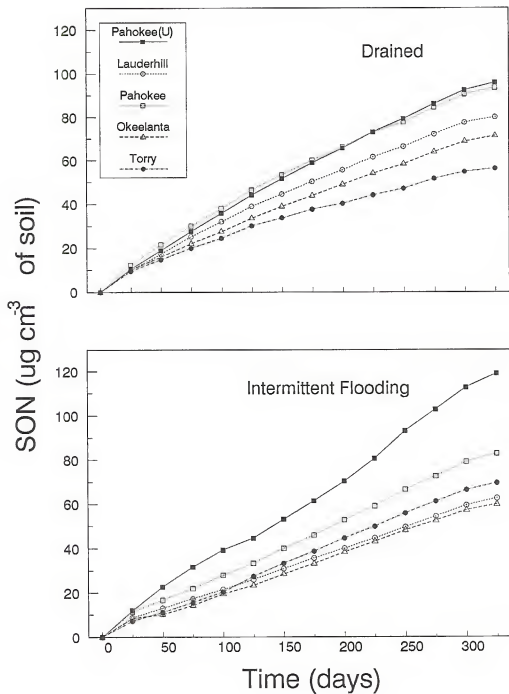 Pahokee(U)
Lauderhill
Pahokee
Okeelanta
Torry
Drained
120
100
80
60
40
20
0
SON (ug cm-3 of soil)
Intermittent Flooding
120
100
80
60
40
20
0
0 50 100 150 200 250 300
Time (days)